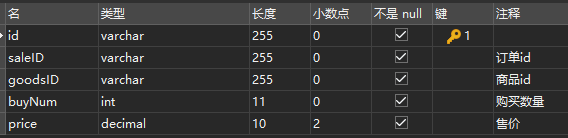 名 类型 长度 小数点 不是 null 键 注释
id varchar 255 0 1
saleID varchar 255 0 订单id
goodsID varchar 255 0 商品id
buyNum int 11 0 购买数量
price decimal 10 2 售价